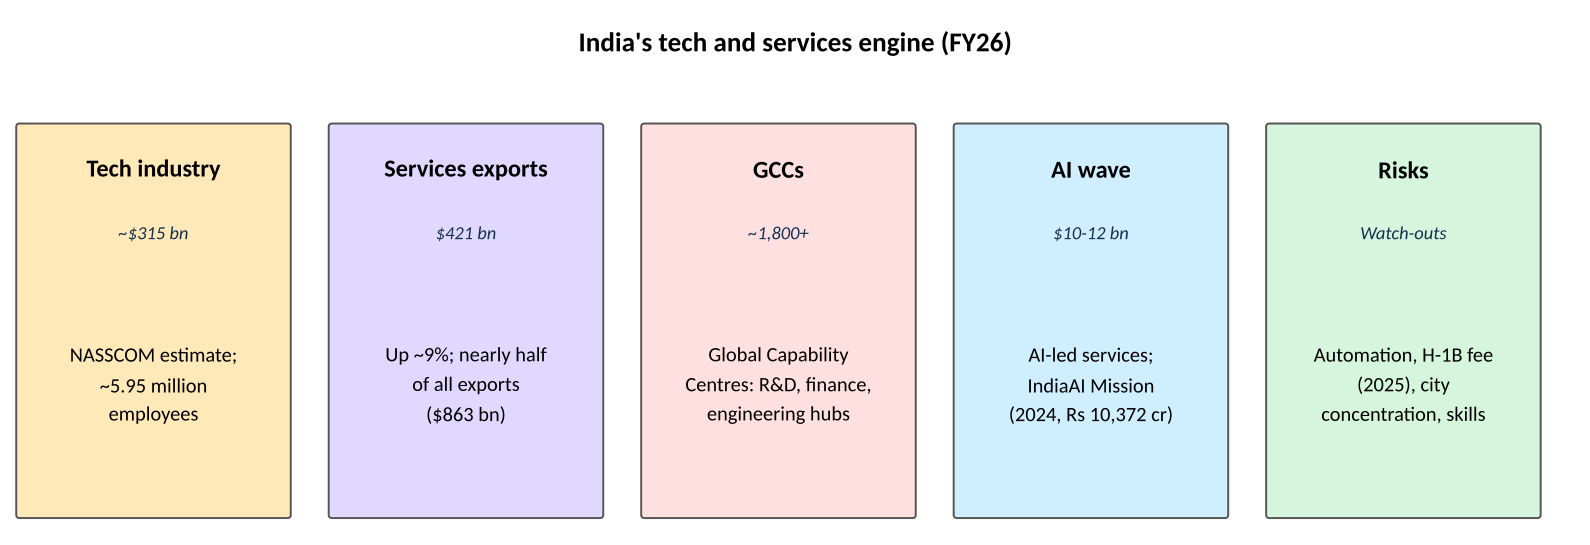 India's tech and services engine (FY26)
Tech industry
~$315 bn
NASSCOM estimate;
~5.95 million
employees
Services exports
$421 bn
Up ~9%; nearly half
of all exports
($863 bn)
GCCs
~1,800+
Global Capability
Centres: R&D, finance,
engineering hubs
AI wave
$10-12 bn
AI-led services;
IndiaAI Mission
(2024, Rs 10,372 cr)
Risks
Watch-outs
Automation, H-1B fee
(2025), city
concentration, skills